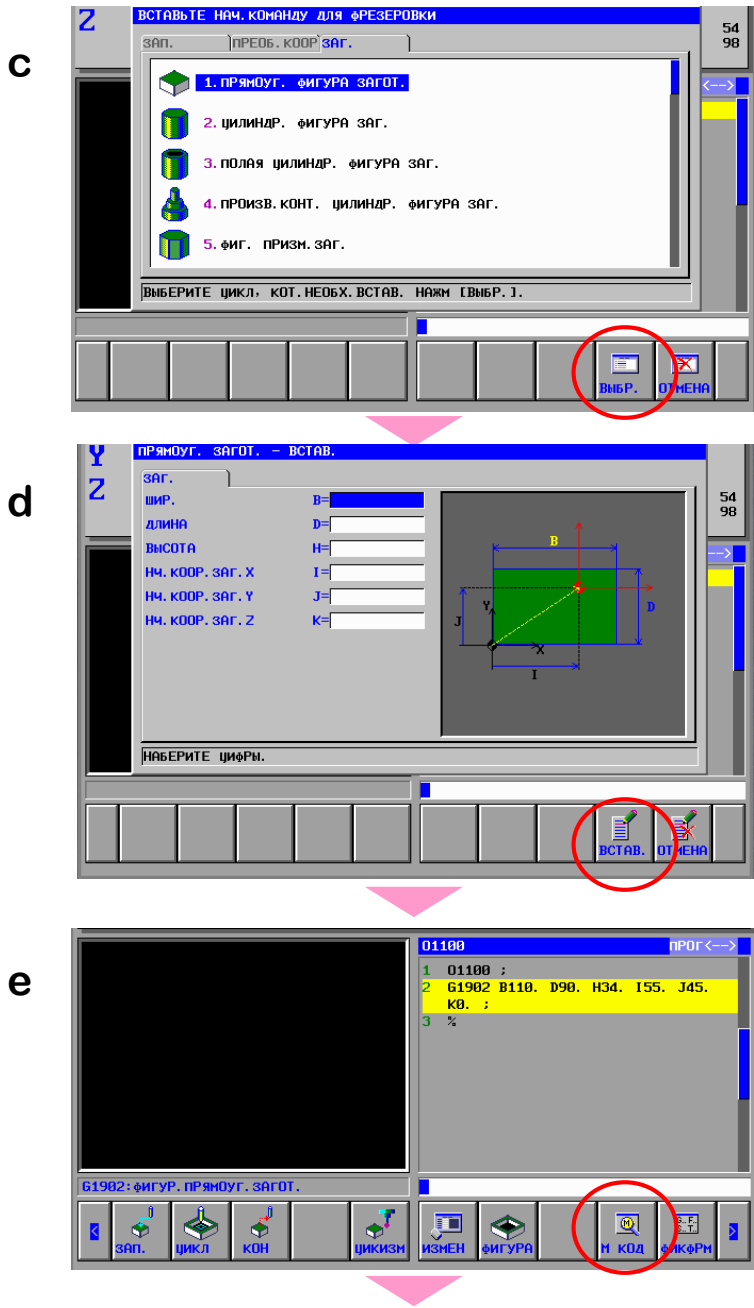 c
Z
ВСТАВЬТЕ НАЧ.КОМАНДУ ДЛЯ ФРЕЗЕРОВКИ
54
98
ЗАП.
ПРЕОБ.КООР
ЗАГ.
<-->
1.ПРЯМОУГ. ФИГУРА ЗАГОТ.
2.ЦИЛИНДР. ФИГУРА ЗАГ.
3.ПОЛАЯ ЦИЛИНДР. ФИГУРА ЗАГ.
4.ПРОИЗВ.КОНТ. ЦИЛИНДР. ФИГУРА ЗАГ.
5.ФИГ. ПРИЗМ.ЗАГ.
ВЫБЕРИТЕ ЦИКЛ, КОТ.НЕОБХ.ВСТАВ. НАЖМ [ВЫБР.].
ВЫБР.
ОТМЕНА
d
Y
Z
ПРЯМОУГ. ЗАГОТ. - ВСТАВ.
54
98
ЗАГ.
-->
ШИР. B=
ДЛИНА D=
ВЫСОТА H=
НЧ.КООР.ЗАГ.X I=
НЧ.КООР.ЗАГ.Y J=
НЧ.КООР.ЗАГ.Z K=
B
D
J
Y
X
I
НАБЕРИТЕ ЦИФРЫ.
ВСТАВ.
ОТМЕНА
e
O1100
ПРОГ<-->
1 O1100 ;
2 G1902 B110. D90. H34. I55. J45.
K0. ;
3 %
G1902:ФИГУР.ПРЯМОУГ.ЗАГОТ.
<
ЗАП.
ЦИКЛ
КОН
ЦИКИЗМ
ИЗМЕН
ФИГУРА
M
М КОД
G..F..
S..T..
ФИКФРМ
>